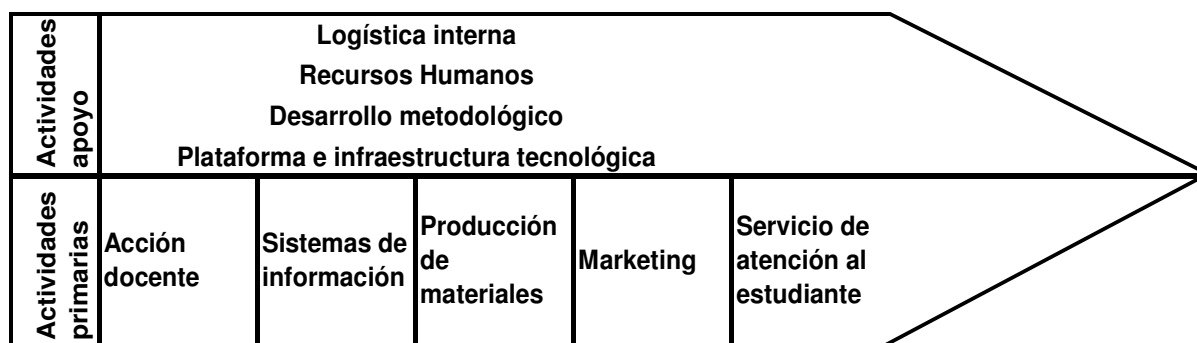 Actividades
apoyo
Logística interna
Recursos Humanos
Desarrollo metodológico
Plataforma e infraestructura tecnológica
Actividades
primarias
Acción
docente
Sistemas de
información
Producción
de
materiales
Marketing
Servicio de
atención al
estudiante